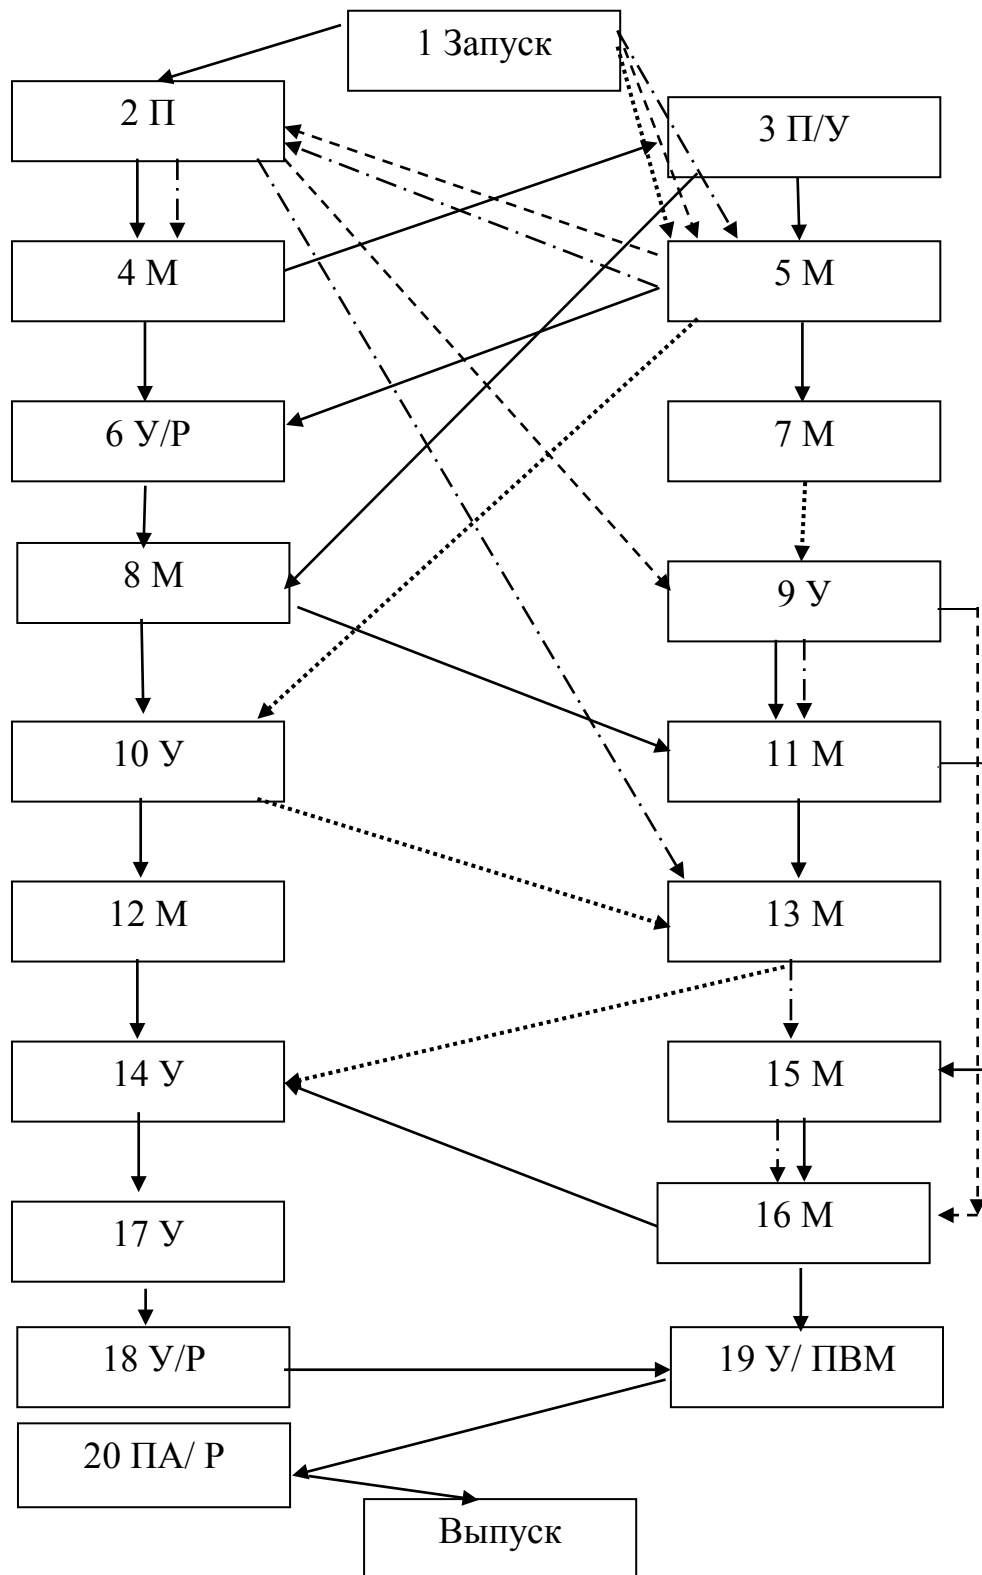 1 Запуск
2 П
3 П/У
4 М
5 М
6 У/Р
7 М
8 М
9 У
10 У
11 М
12 М
13 М
14 У
15 М
16 М
17 У
18 У/Р
19 У/ ПВМ
20 ПА/ Р
Выпуск